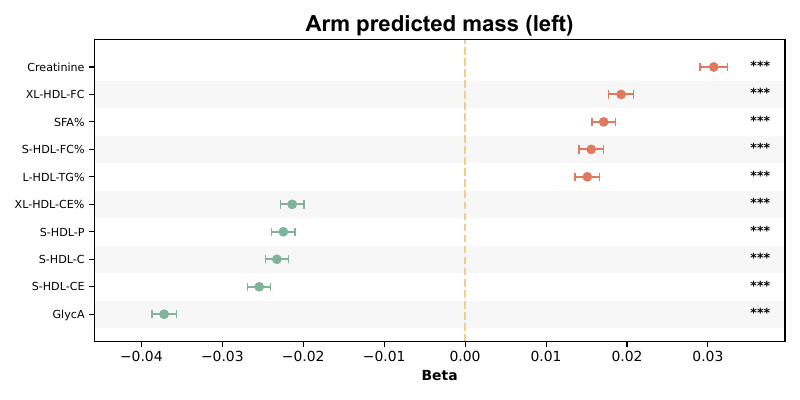 Arm predicted mass (left)
Creatinine ***
XL-HDL-FC ***
SFA% ***
S-HDL-FC% ***
L-HDL-TG% ***
XL-HDL-CE% ***
S-HDL-P ***
S-HDL-C ***
S-HDL-CE ***
GlycA ***
−0.04 −0.03 −0.02 −0.01 0.00 0.01 0.02 0.03
Beta